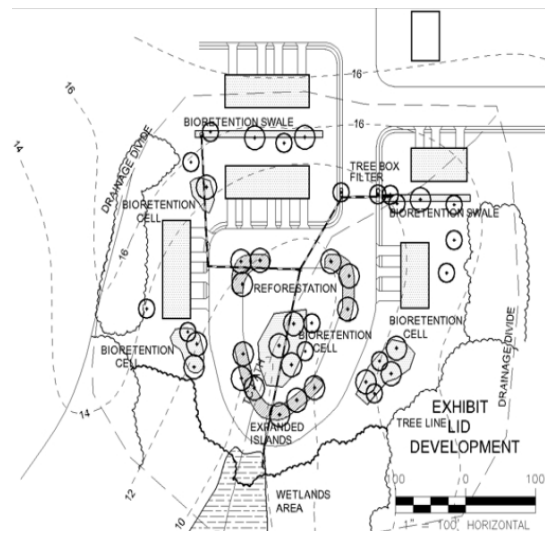 16
16
14
BIORETENTION SWALE
16
DRAINAGE DIVIDE
TREE BOX
FILTER
BIORETENTION
CELL
BIORETENTION SWALE
16
REFORESTATION
BIORETENTION
CELL
BIORETENTION
CELL
BIORETENTION
CELL
DRAINAGE DIVIDE
14
EXPANDED
ISLANDS
TREE LINE
EXHIBIT
LID
DEVELOPMENT
12
10
WETLANDS
AREA
100
0
100
1" = 100' HORIZONTAL